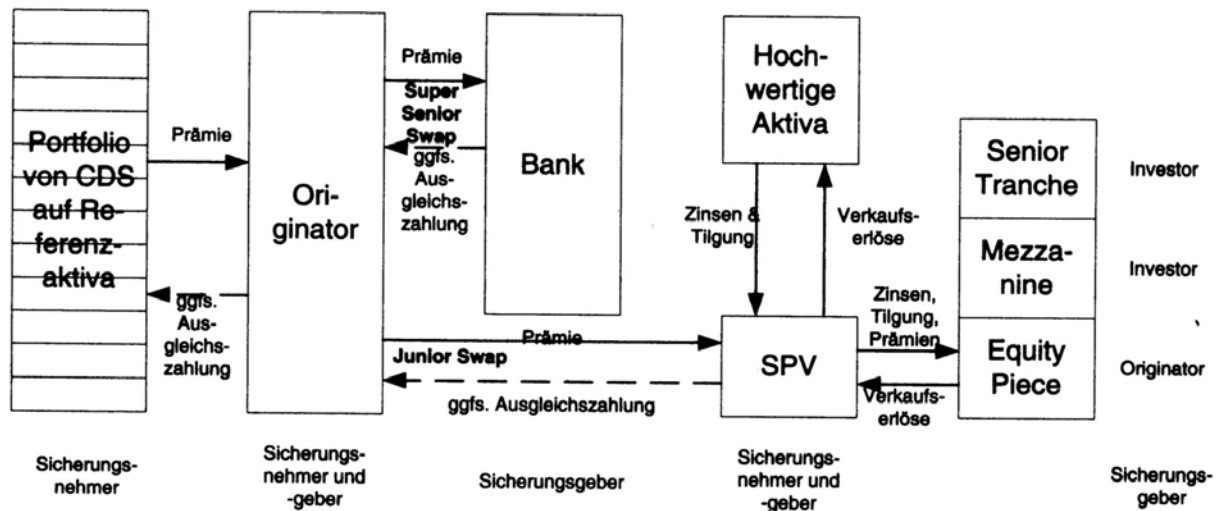 Portfolio
von CDS
auf Re-
ferenz-
aktiva
Prämie
ggfs.
Aus-
gleichs-
zahlung
Ori-
ginator
Prämie
Super
Senior
Swap
ggfs.
Aus-
gleichs-
zahlung
Bank
Hoch-
wertige
Aktiva
Zinsen &
Tilgung
Verkaufs-
erlöse
Prämie
Junior Swap
ggfs. Ausgleichszahlung
SPV
Zinsen,
Tilgung,
Prämien
Verkaufs-
erlöse
Senior
Tranche
Mezza-
nine
Equity
Piece
Investor
Investor
Originator
Sicherungs-
nehmer
Sicherungs-
nehmer und
-geber
Sicherungsgeber
Sicherungs-
nehmer und
-geber
Sicherungs-
geber